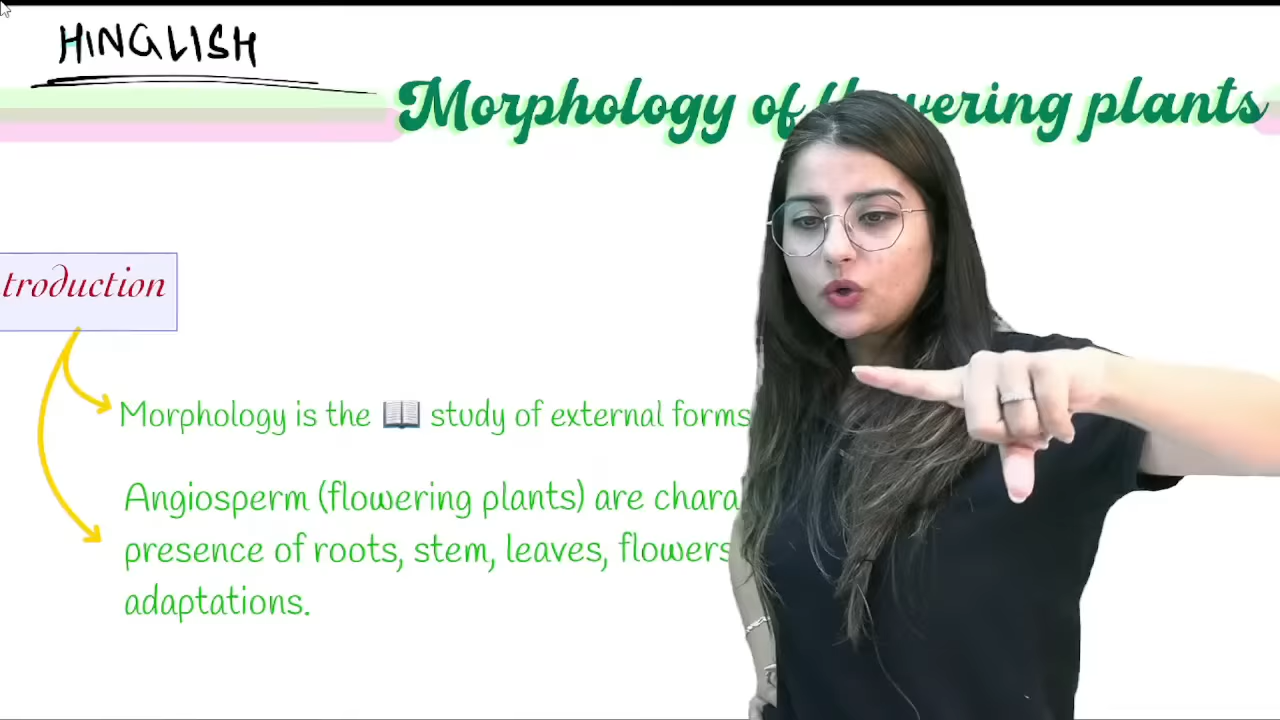 HINGLISH
Morphology of flowering plants
troduction
Morphology is the study of external forms
Angiosperm (flowering plants) are chara
presence of roots, stem, leaves, flowers
adaptations.